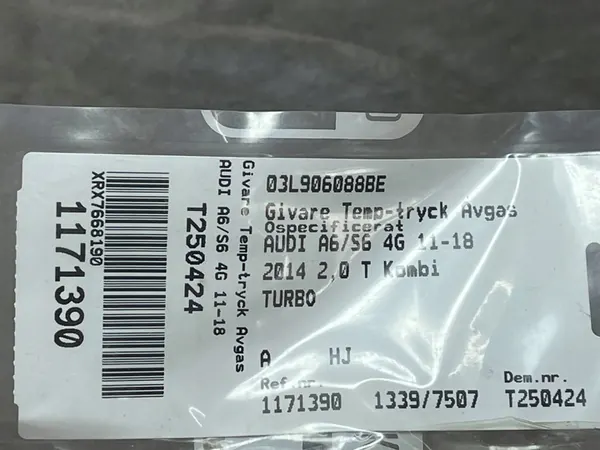 03L906088BE
Givare Temp-tryck Avgas
Ospecificerat
AUDI A6/S6 4G 11-18
2014 2,0 T Kombi
TURBO
A HJ
Ref.nr. Dem.nr.
1171390 1339/7507 T250424
Givare Temp-tryck Avgas
AUDI A6/S6 4G 11-18
T250424
XRX7668190
1171390